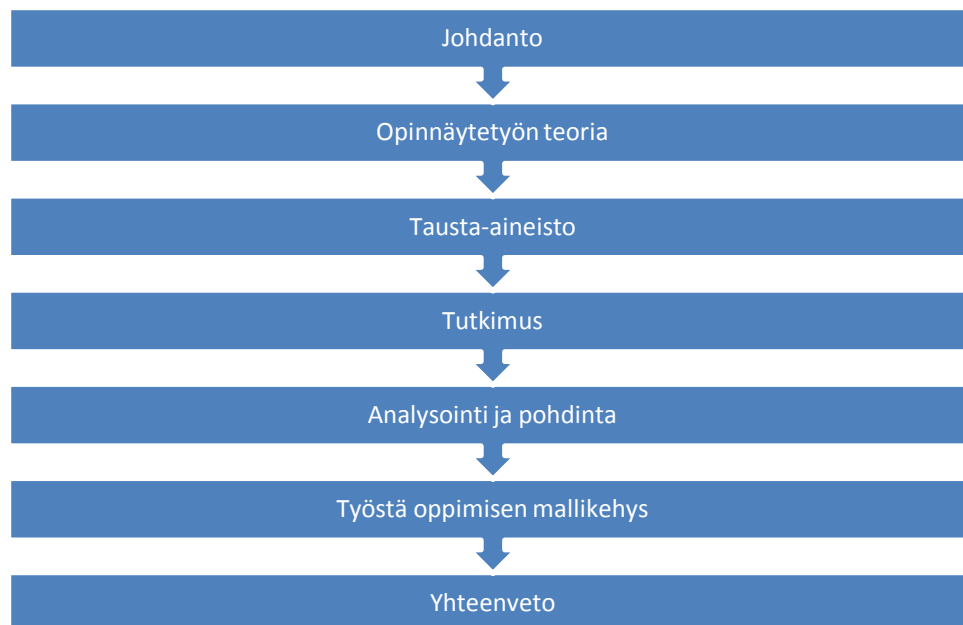 Johdanto
Opinnäytetyön teoria
Tausta-aineisto
Tutkimus
Analysointi ja pohdinta
Työstä oppimisen mallikehys
Yhteenveto